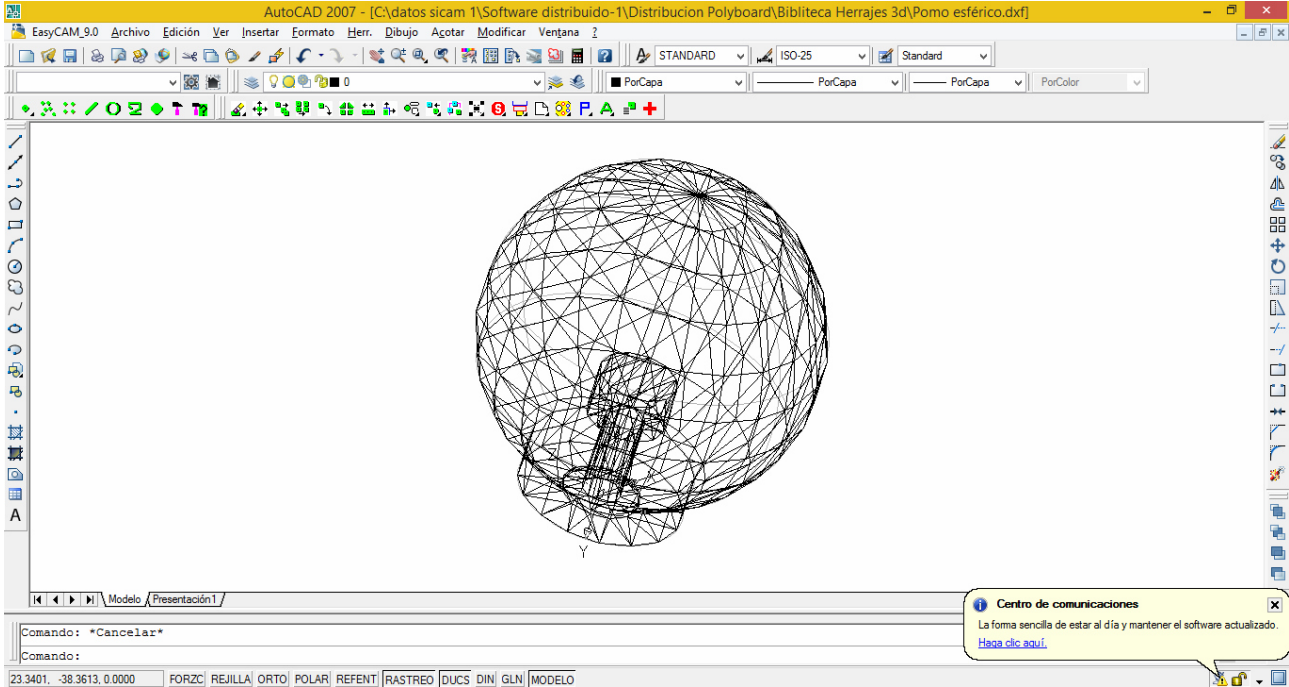 AutoCAD 2007 - [C:\datos sicam 1\Software distribuido-1\Distribucion Polyboard\Bibliteca Herrajes 3d\Pomo esférico.dxf]
EasyCAM_9.0 Archivo Edición Ver Insertar Formato Herr. Dibujo Acotar Modificar Ventana ?
STANDARD ISO-25 Standard
0 PorCapa PorCapa PorCapa PorColor
Y
Modelo Presentación1
Centro de comunicaciones
La forma sencilla de estar al día y mantener el software actualizado.
Haga clic aquí.
Comando: *Cancelar*
Comando:
23.3401, -38.3613, 0.0000 FORZC REJILLA ORTO POLAR REFENT RASTREO DUCS DIN GLN MODELO